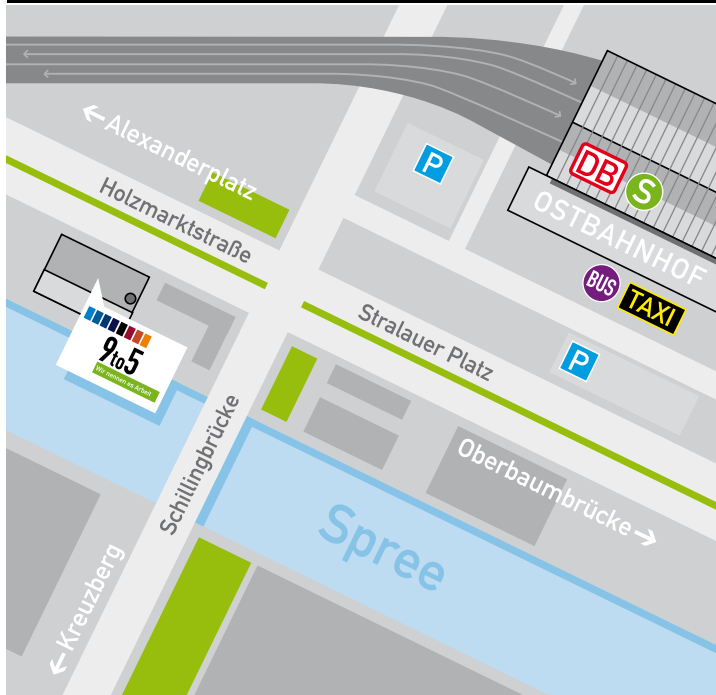 ← Alexanderplatz
Holzmarktstraße
P
DB
S
OSTBAHNHOF
BUS
TAXI
9to5
Wir nennen es Arbeit
Stralauer Platz
P
Schillingbrücke
Oberbaumbrücke →
Spree
← Kreuzberg